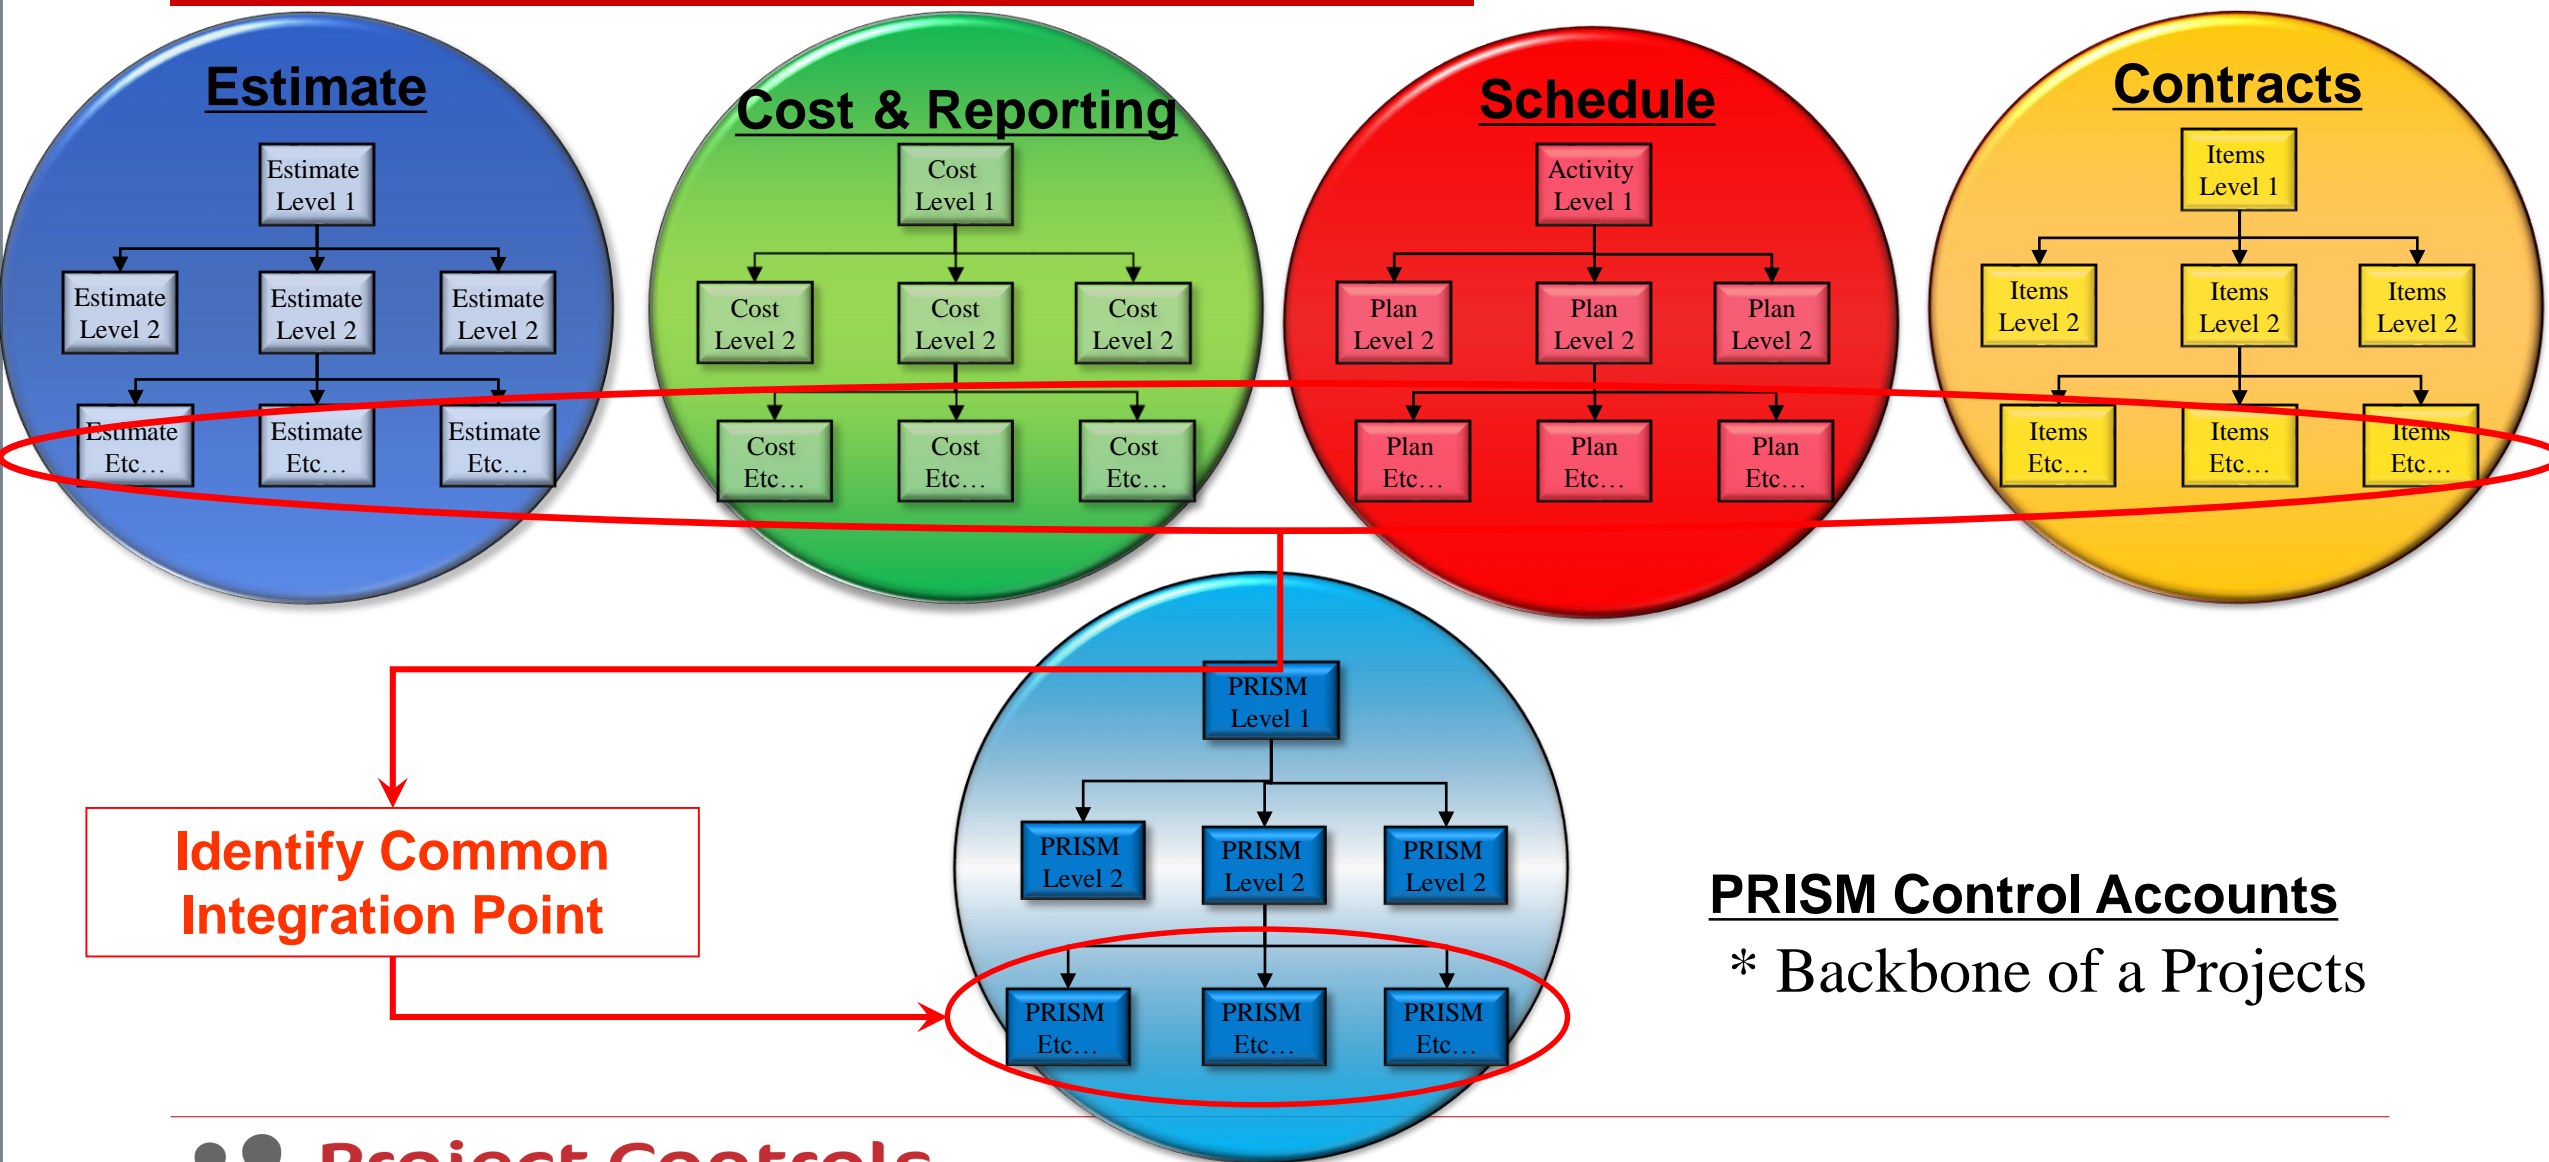 Estimate
Estimate
Level 1
Estimate
Level 2
Estimate
Level 2
Estimate
Level 2
Estimate
Etc…
Estimate
Etc…
Estimate
Etc…
Cost & Reporting
Cost
Level 1
Cost
Level 2
Cost
Level 2
Cost
Level 2
Cost
Etc…
Cost
Etc…
Cost
Etc…
Schedule
Activity
Level 1
Plan
Level 2
Plan
Level 2
Plan
Level 2
Plan
Etc…
Plan
Etc…
Plan
Etc…
Contracts
Items
Level 1
Items
Level 2
Items
Level 2
Items
Level 2
Items
Etc…
Items
Etc…
Items
Etc…
Identify Common
Integration Point
PRISM
Level 1
PRISM
Level 2
PRISM
Level 2
PRISM
Level 2
PRISM
Etc…
PRISM
Etc…
PRISM
Etc…
PRISM Control Accounts
* Backbone of a Projects
Project Controls